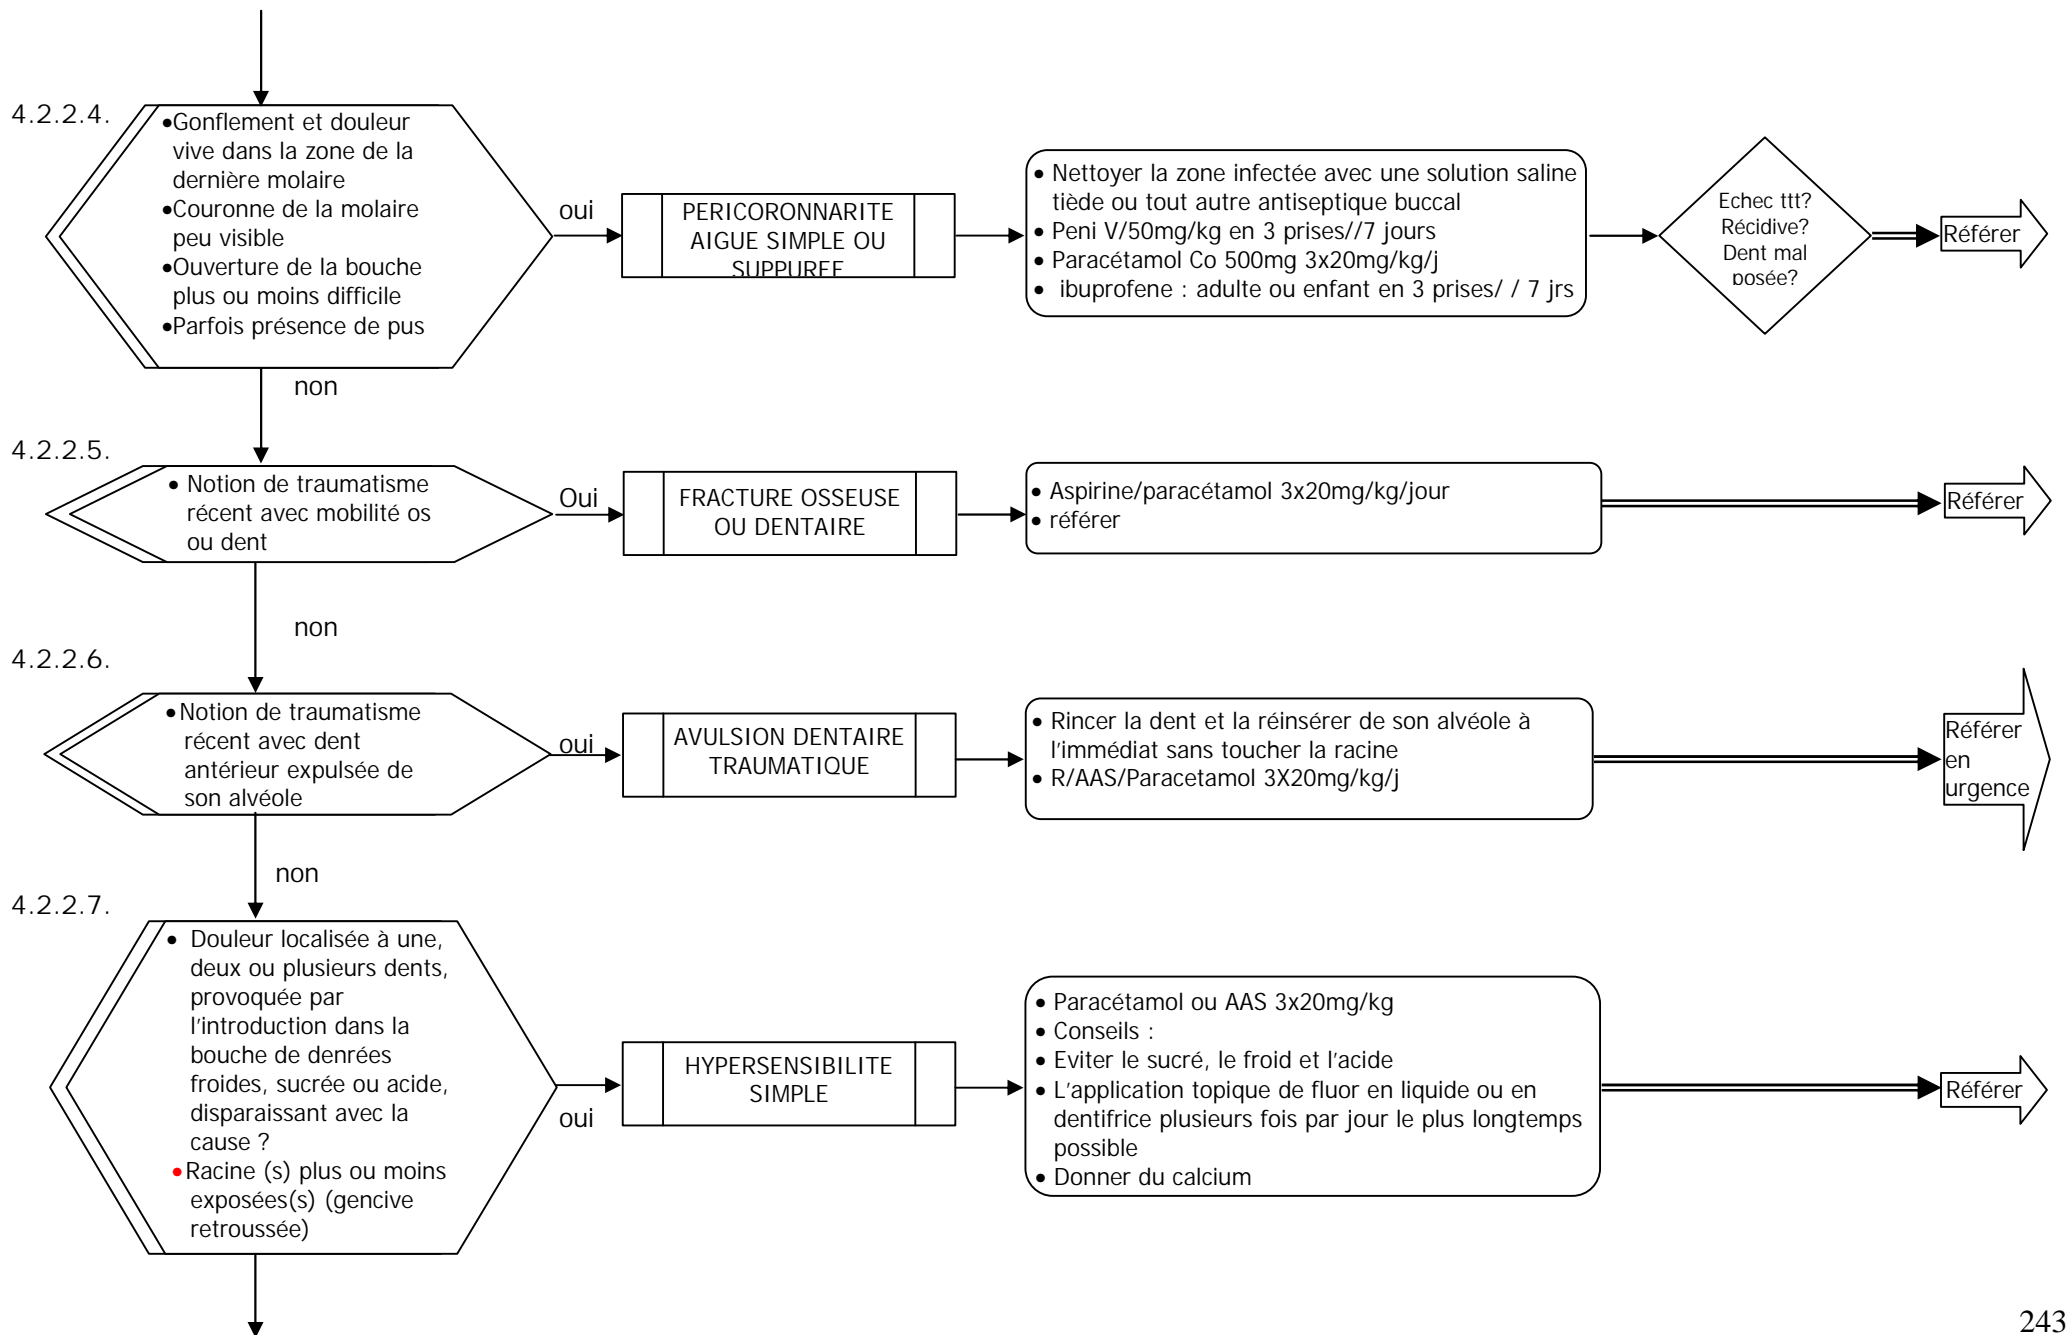 4.2.2.4.
•Gonflement et douleur
vive dans la zone de la
dernière molaire
•Couronne de la molaire
peu visible
•Ouverture de la bouche
plus ou moins difficile
•Parfois présence de pus
oui
PERICORONNARITE
AIGUE SIMPLE OU
SUPPUREE
• Nettoyer la zone infectée avec une solution saline
tiède ou tout autre antiseptique buccal
• Peni V/50mg/kg en 3 prises//7 jours
• Paracétamol Co 500mg 3x20mg/kg/j
• ibuprofene : adulte ou enfant en 3 prises/ / 7 jrs
Echec ttt?
Récidive?
Dent mal
posée?
Référer
non
4.2.2.5.
• Notion de traumatisme
récent avec mobilité os
ou dent
Oui
FRACTURE OSSEUSE
OU DENTAIRE
• Aspirine/paracétamol 3x20mg/kg/jour
• référer
Référer
non
4.2.2.6.
•Notion de traumatisme
récent avec dent
antérieur expulsée de
son alvéole
oui
AVULSION DENTAIRE
TRAUMATIQUE
• Rincer la dent et la réinsérer de son alvéole à
l'immédiat sans toucher la racine
• R/AAS/Paracetamol 3X20mg/kg/j
Référer
en
urgence
non
4.2.2.7.
• Douleur localisée à une,
deux ou plusieurs dents,
provoquée par
l'introduction dans la
bouche de denrées
froides, sucrée ou acide,
disparaissant avec la
cause ?
•Racine (s) plus ou moins
exposées(s) (gencive
retroussée)
oui
HYPERSENSIBILITE
SIMPLE
• Paracétamol ou AAS 3x20mg/kg
• Conseils :
• Eviter le sucré, le froid et l'acide
• L'application topique de fluor en liquide ou en
dentifrice plusieurs fois par jour le plus longtemps
possible
• Donner du calcium
Référer
243